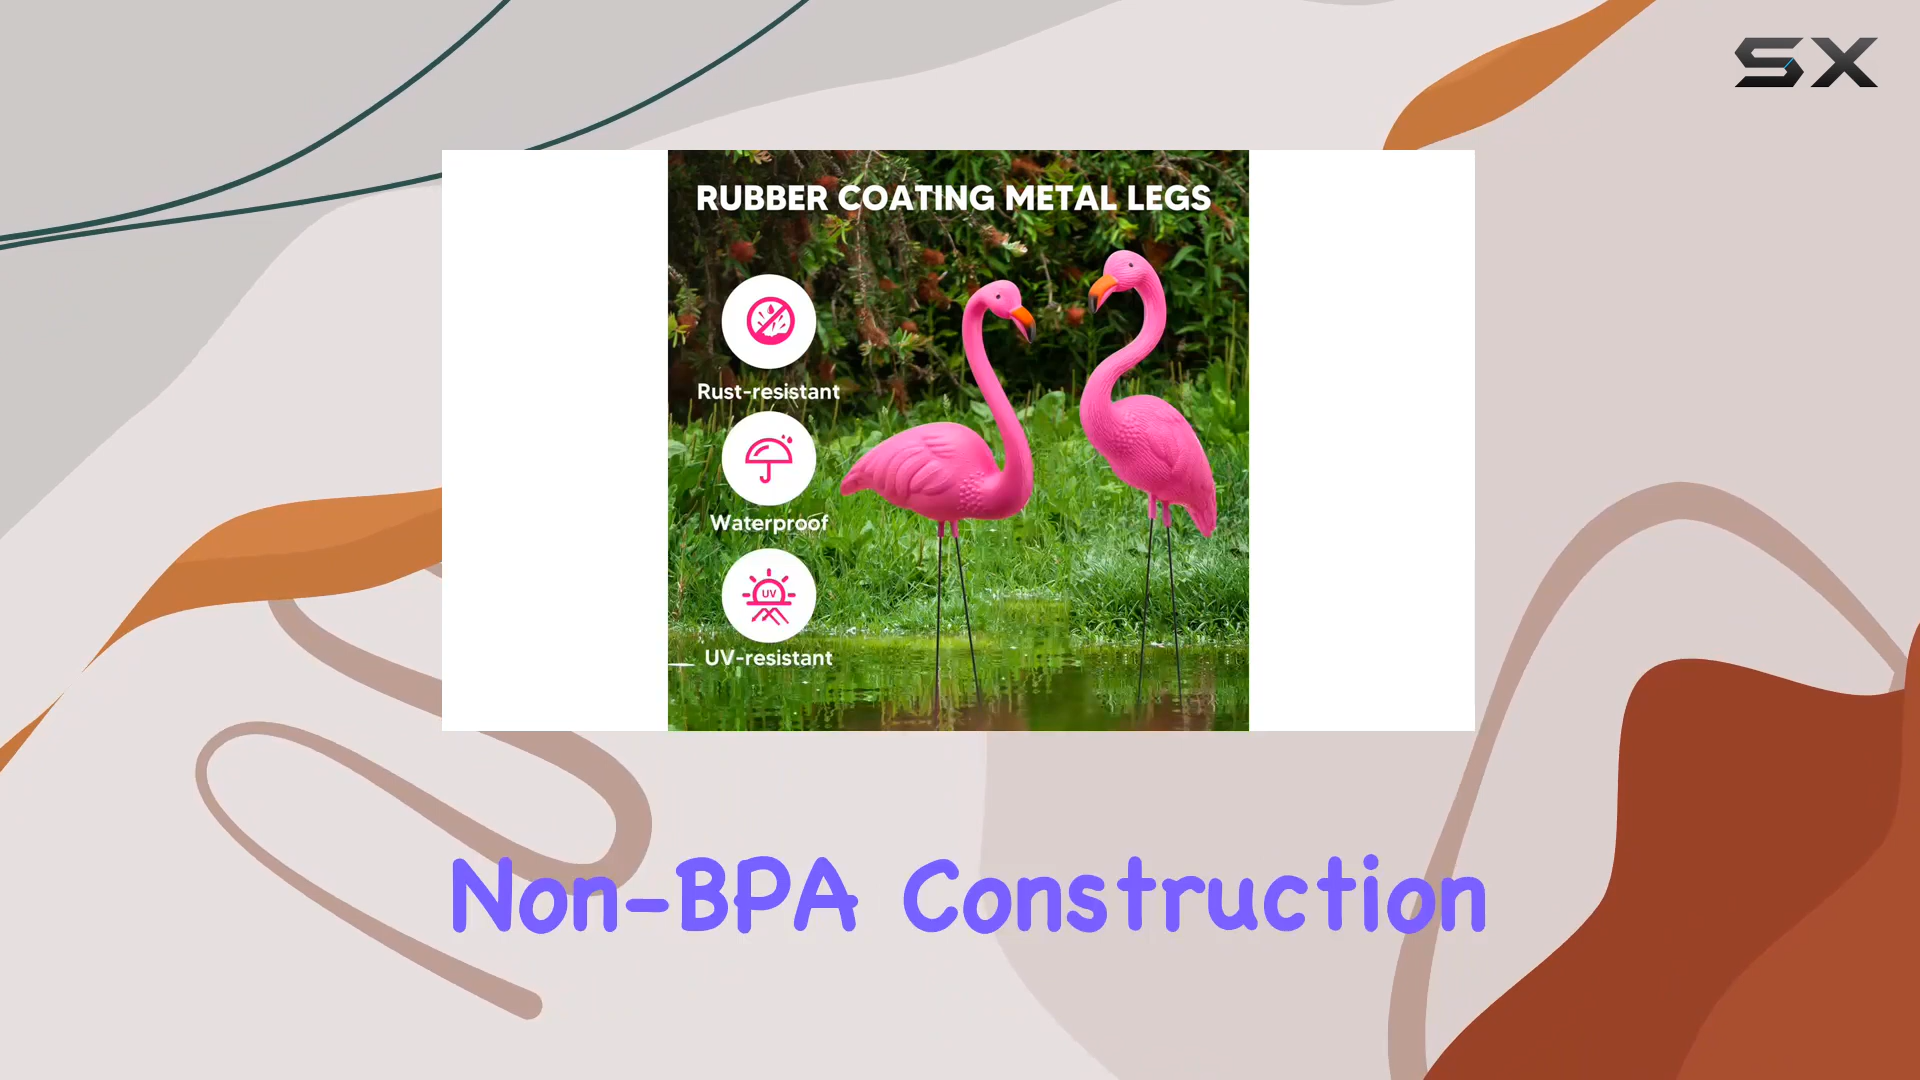 SX
RUBBER COATING METAL LEGS
Rust-resistant
Waterproof
UV
UV-resistant
Non-BPA Construction